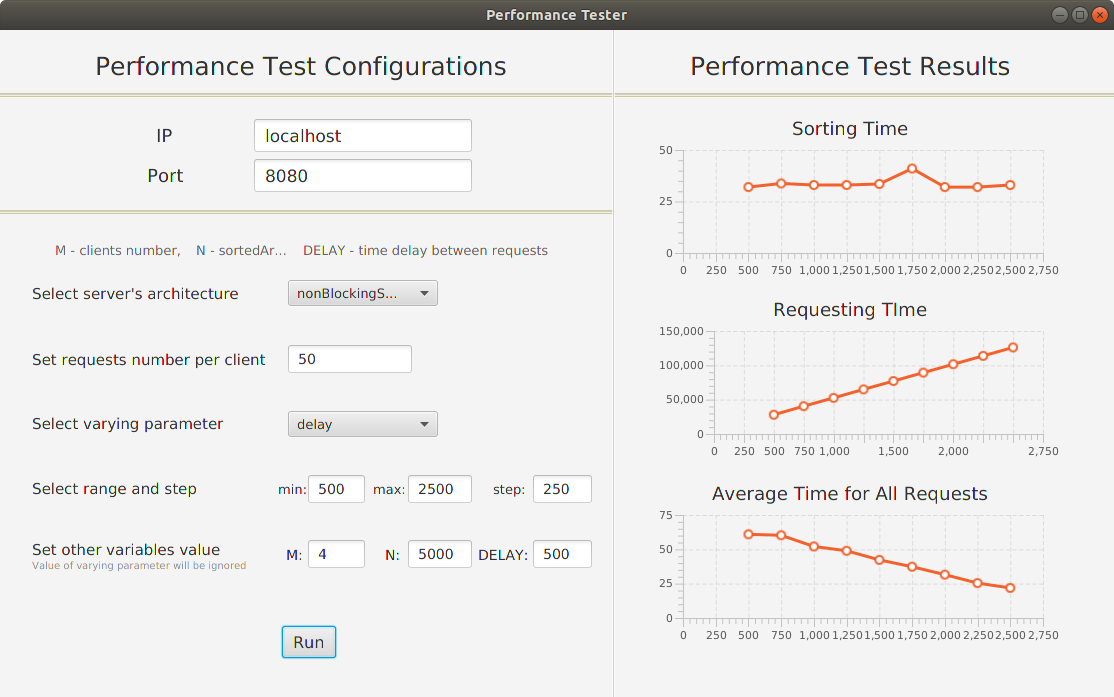 Performance Tester
Performance Test Configurations
IP localhost
Port 8080
M - clients number, N - sortedAr... DELAY - time delay between requests
Select server's architecture nonBlockingS...
Set requests number per client 50
Select varying parameter delay
Select range and step min: 500 max: 2500 step: 250
Set other variables value M: 4 N: 5000 DELAY: 500
Value of varying parameter will be ignored
Run
Performance Test Results
Sorting Time
50
25
0
0 250 500 750 1,000 1,250 1,500 1,750 2,000 2,250 2,500 2,750
Requesting TIme
150,000
100,000
50,000
0
0 250 500 750 1,000 1,500 2,000 2,750
Average Time for All Requests
75
50
25
0
0 250 500 750 1,000 1,250 1,500 1,750 2,000 2,250 2,500 2,750